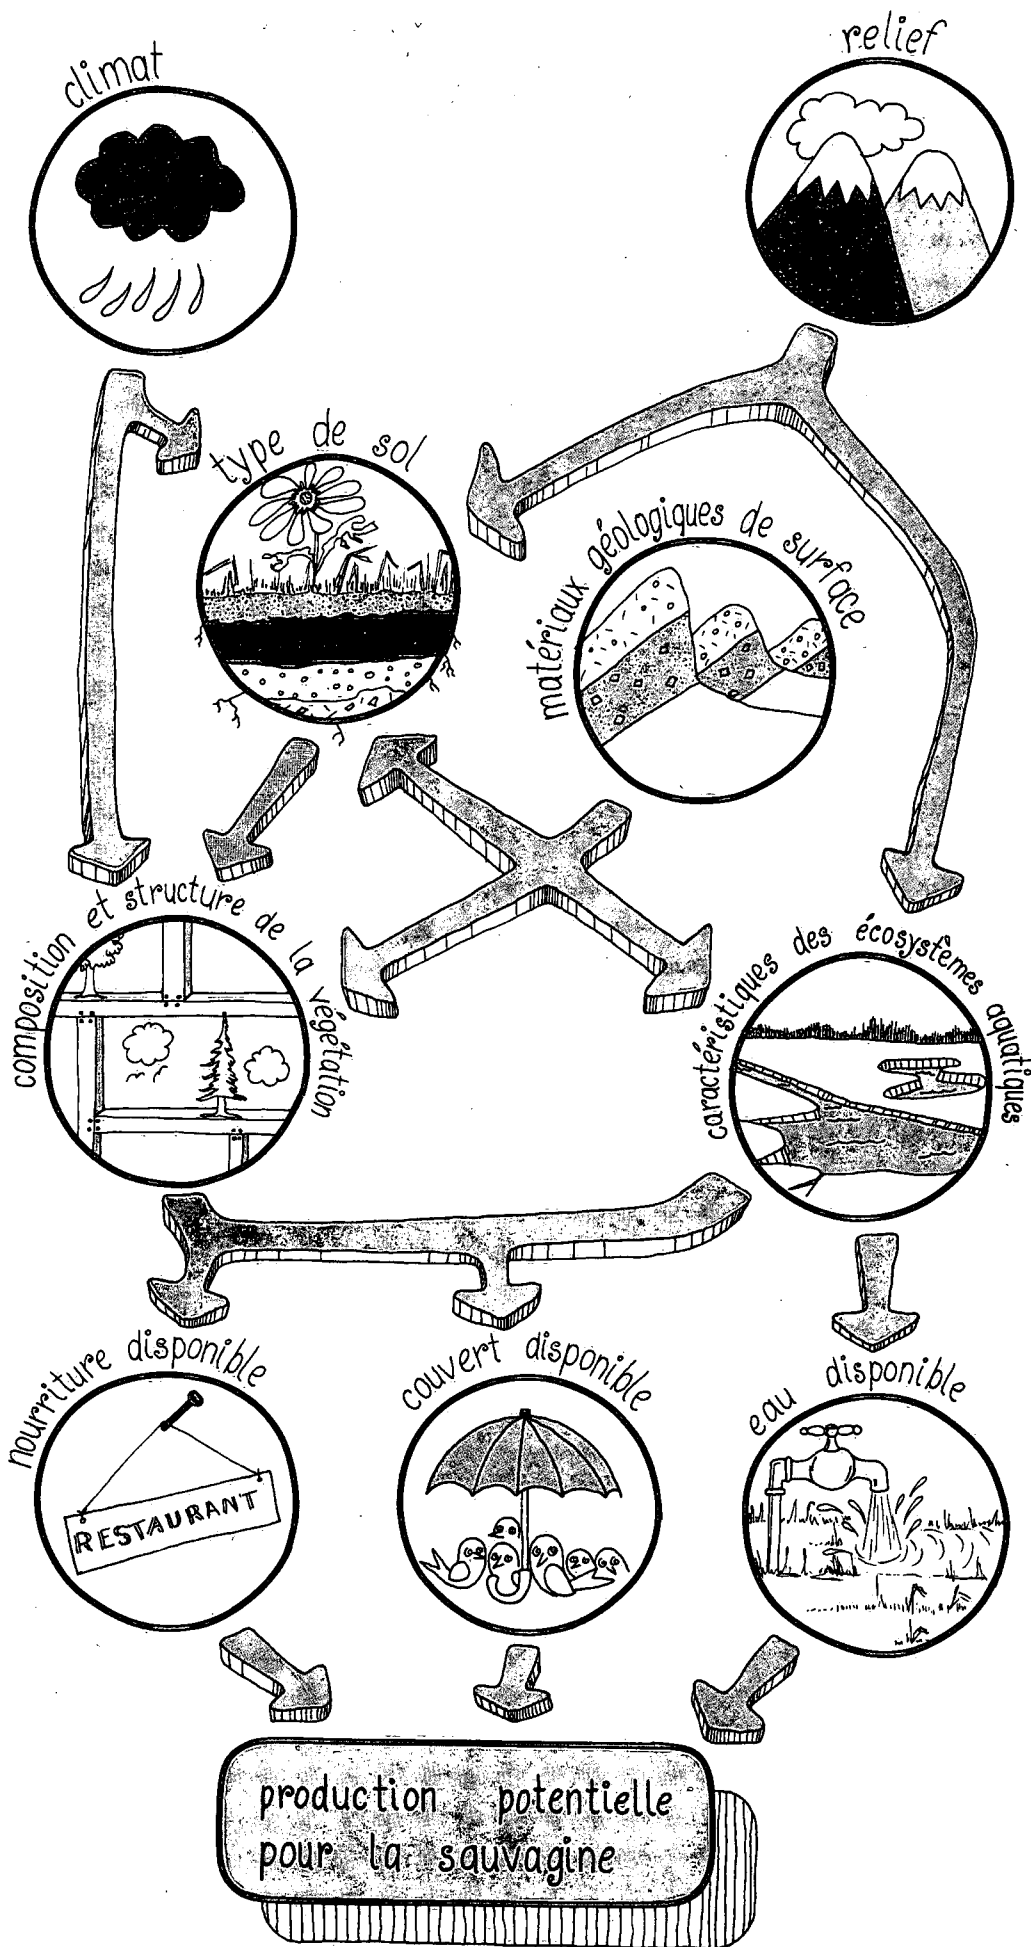 climat
relief
type de sol
matériaux géologiques de surface
composition et structure de la végétation
caractéristiques des écosystèmes aquatiques
nourriture disponible
couvert disponible
eau disponible
RESTAURANT
production potentielle
pour la sauvagine